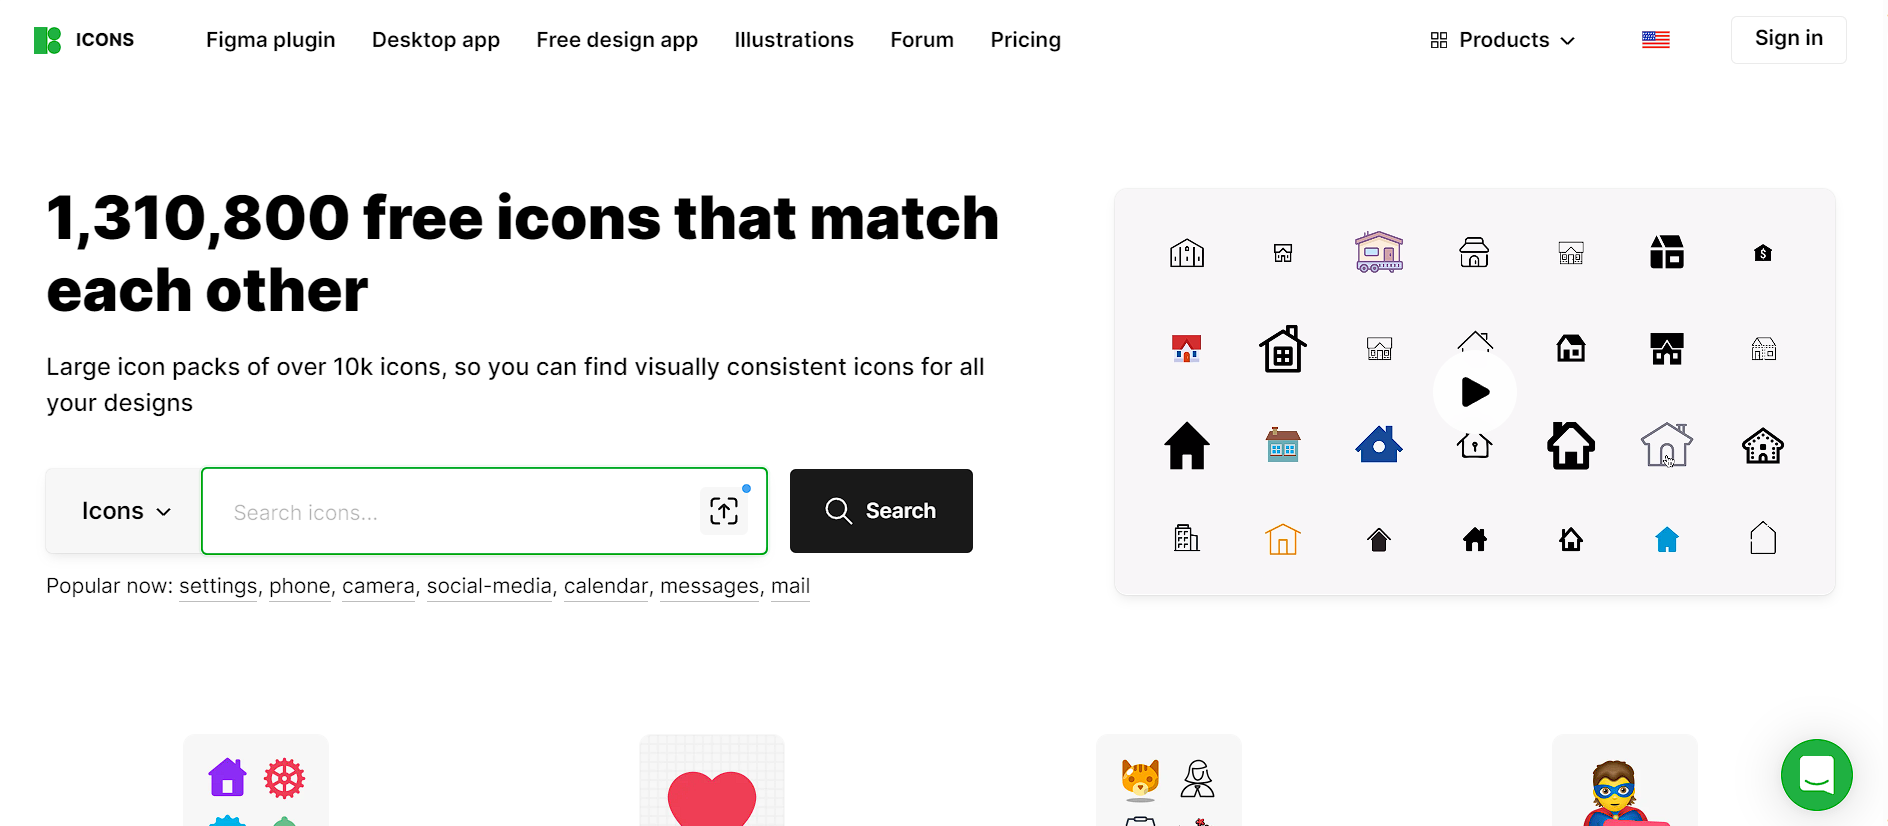 ICONS
Figma plugin
Desktop app
Free design app
Illustrations
Forum
Pricing
Products
Sign in
1,310,800 free icons that match
each other
Large icon packs of over 10k icons, so you can find visually consistent icons for all
your designs
Icons
Search icons...
Search
Popular now: settings, phone, camera, social-media, calendar, messages, mail
$